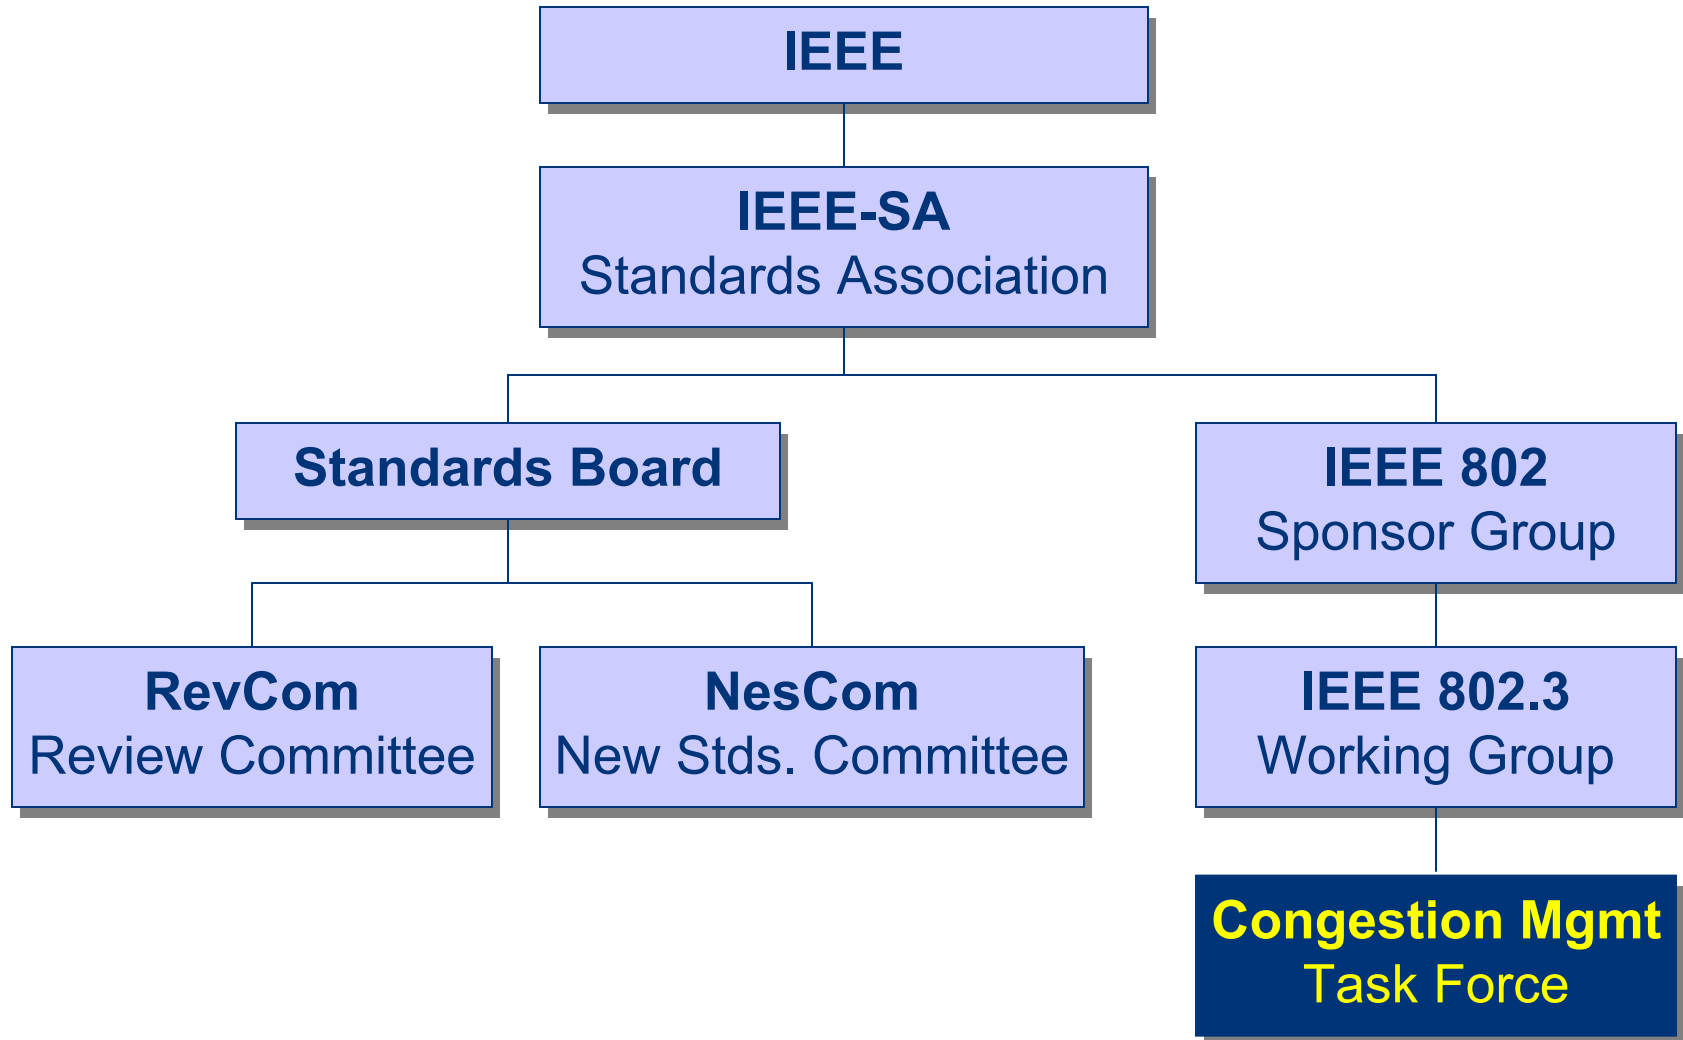 IEEE
IEEE-SA
Standards Association
Standards Board
IEEE 802
Sponsor Group
RevCom
Review Committee
NesCom
New Stds. Committee
IEEE 802.3
Working Group
Congestion Mgmt
Task Force